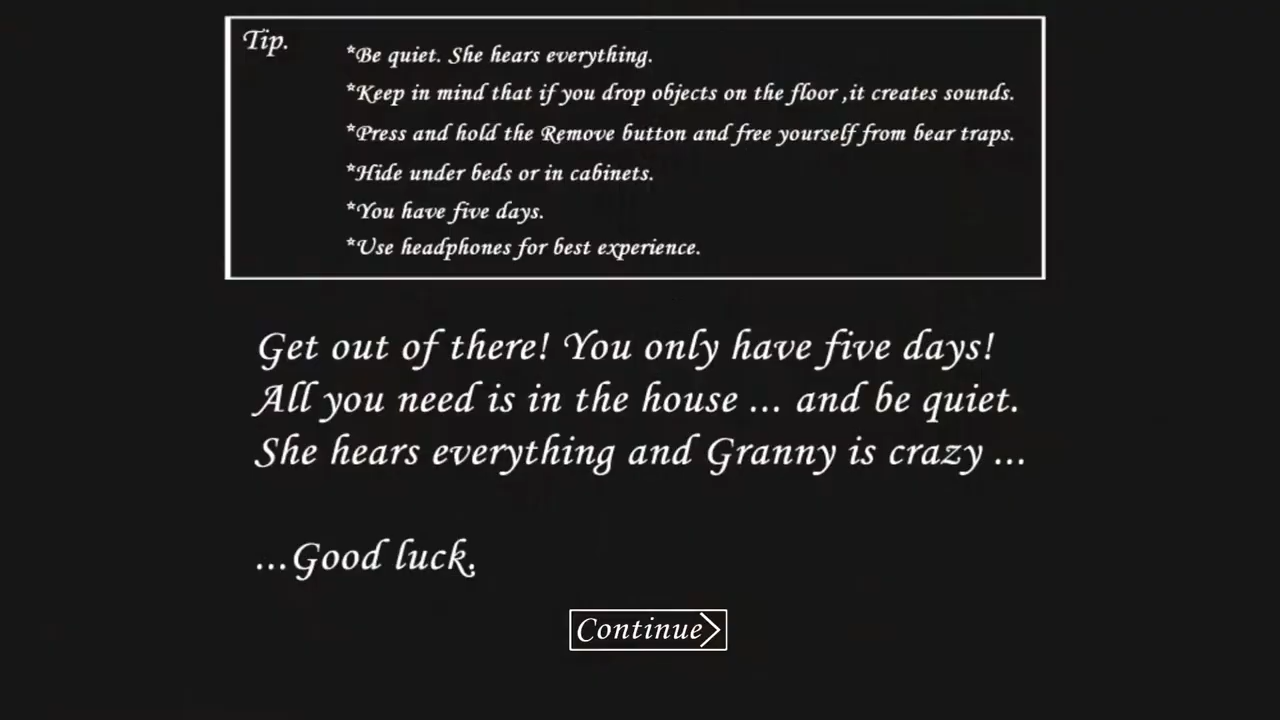 Tip.
*Be quiet. She hears everything.
*Keep in mind that if you drop objects on the floor ,it creates sounds.
*Press and hold the Remove button and free yourself from bear traps.
*Hide under beds or in cabinets.
*You have five days.
*Use headphones for best experience.
Get out of there! You only have five days!
All you need is in the house ... and be quiet.
She hears everything and Granny is crazy ...
...Good luck.
Continue